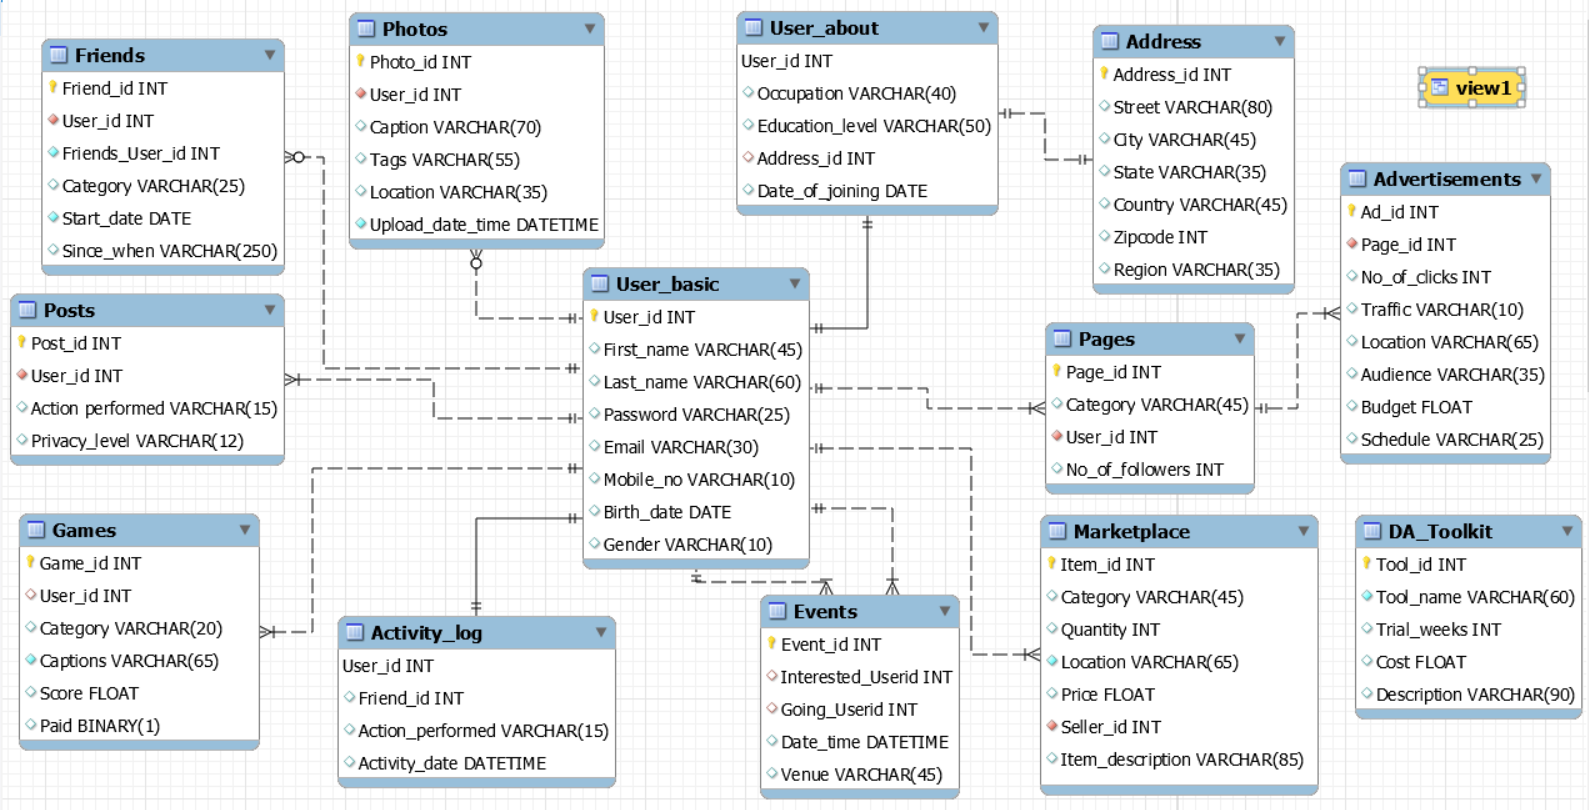 Friends
Friend_id INT
User_id INT
Friends_User_id INT
Category VARCHAR(25)
Start_date DATE
Since_when VARCHAR(250)
Photos
Photo_id INT
User_id INT
Caption VARCHAR(70)
Tags VARCHAR(55)
Location VARCHAR(35)
Upload_date_time DATETIME
User_about
User_id INT
Occupation VARCHAR(40)
Education_level VARCHAR(50)
Address_id INT
Date_of_joining DATE
Address
Address_id INT
Street VARCHAR(80)
City VARCHAR(45)
State VARCHAR(35)
Country VARCHAR(45)
Zipcode INT
Region VARCHAR(35)
view1
Advertisements
Ad_id INT
Page_id INT
No_of_clicks INT
Traffic VARCHAR(10)
Location VARCHAR(65)
Audience VARCHAR(35)
Budget FLOAT
Schedule VARCHAR(25)
Posts
Post_id INT
User_id INT
Action performed VARCHAR(15)
Privacy_level VARCHAR(12)
User_basic
User_id INT
First_name VARCHAR(45)
Last_name VARCHAR(60)
Password VARCHAR(25)
Email VARCHAR(30)
Mobile_no VARCHAR(10)
Birth_date DATE
Gender VARCHAR(10)
Pages
Page_id INT
Category VARCHAR(45)
User_id INT
No_of_followers INT
Games
Game_id INT
User_id INT
Category VARCHAR(20)
Captions VARCHAR(65)
Score FLOAT
Paid BINARY(1)
Activity_log
User_id INT
Friend_id INT
Action_performed VARCHAR(15)
Activity_date DATETIME
Events
Event_id INT
Interested_Userid INT
Going_Userid INT
Date_time DATETIME
Venue VARCHAR(45)
Marketplace
Item_id INT
Category VARCHAR(45)
Quantity INT
Location VARCHAR(65)
Price FLOAT
Seller_id INT
Item_description VARCHAR(85)
DA_Toolkit
Tool_id INT
Tool_name VARCHAR(60)
Trial_weeks INT
Cost FLOAT
Description VARCHAR(90)